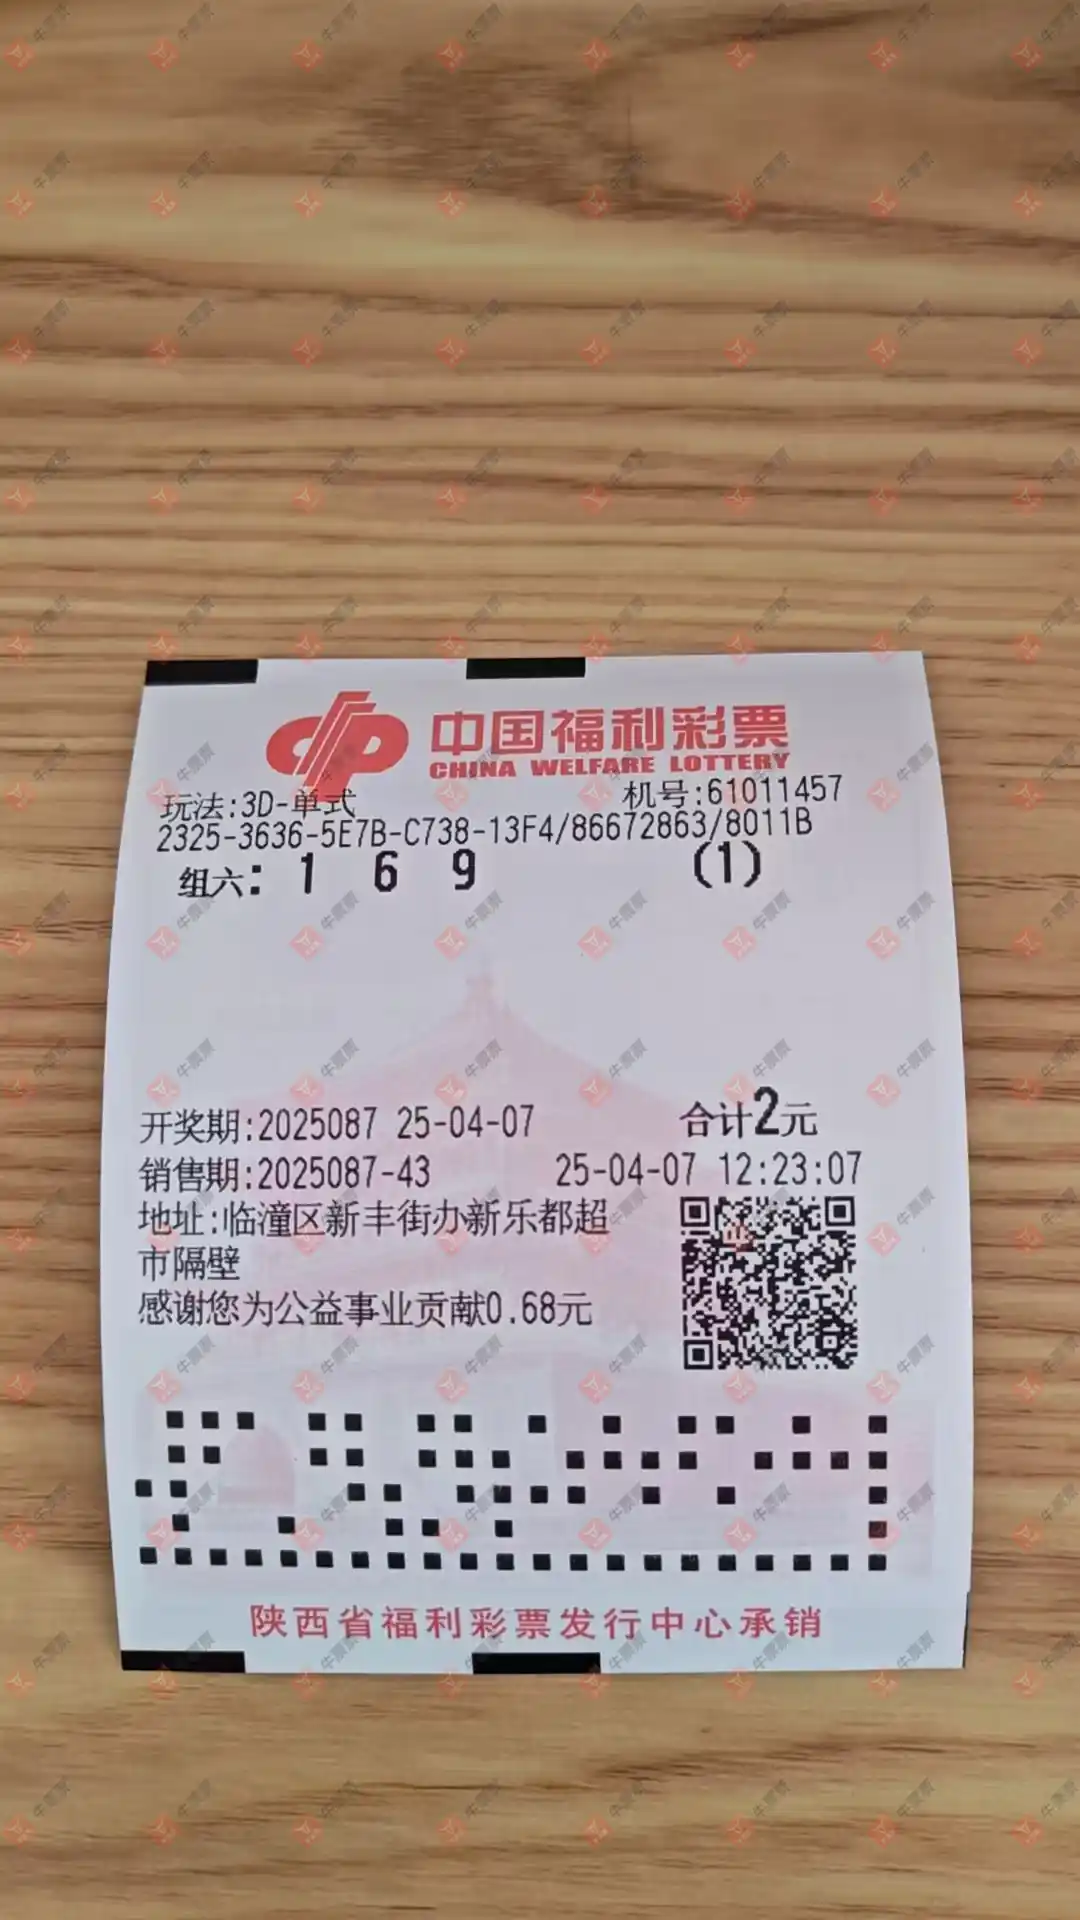 中国福利彩票
CHINA WELFARE LOTTERY
玩法:3D-单式 机号:61011457
2325-3636-5E7B-C738-13F4/86672863/8011B
组六: 1 6 9 (1)
开奖期:2025087 25-04-07 合计2元
销售期:2025087-43 25-04-07 12:23:07
地址:临潼区新丰街办新乐都超
市隔壁
感谢您为公益事业贡献0.68元
陕西省福利彩票发行中心承销
牛票票